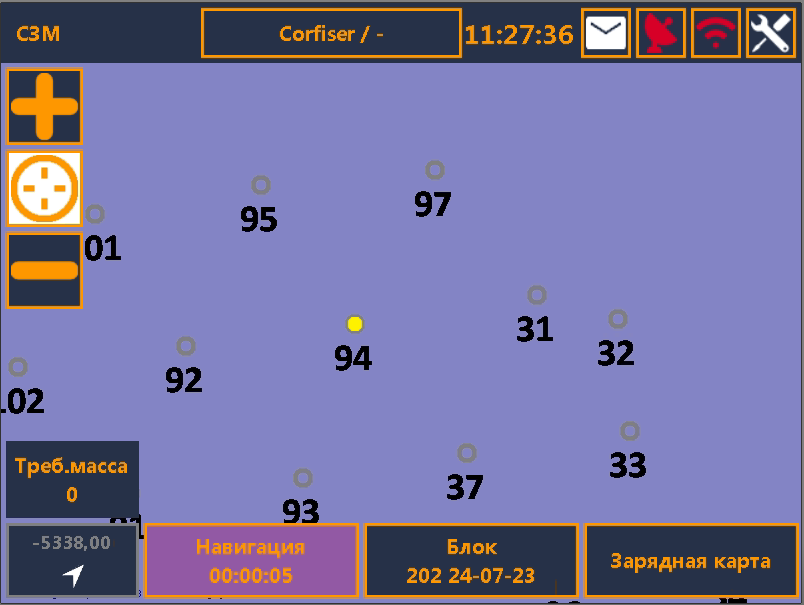 СЗМ
Corfiser / -
11:27:36
97
95
01
31
32
94
92
102
33
37
93
Треб.масса
0
-5338,00
Навигация
00:00:05
Блок
202 24-07-23
Зарядная карта